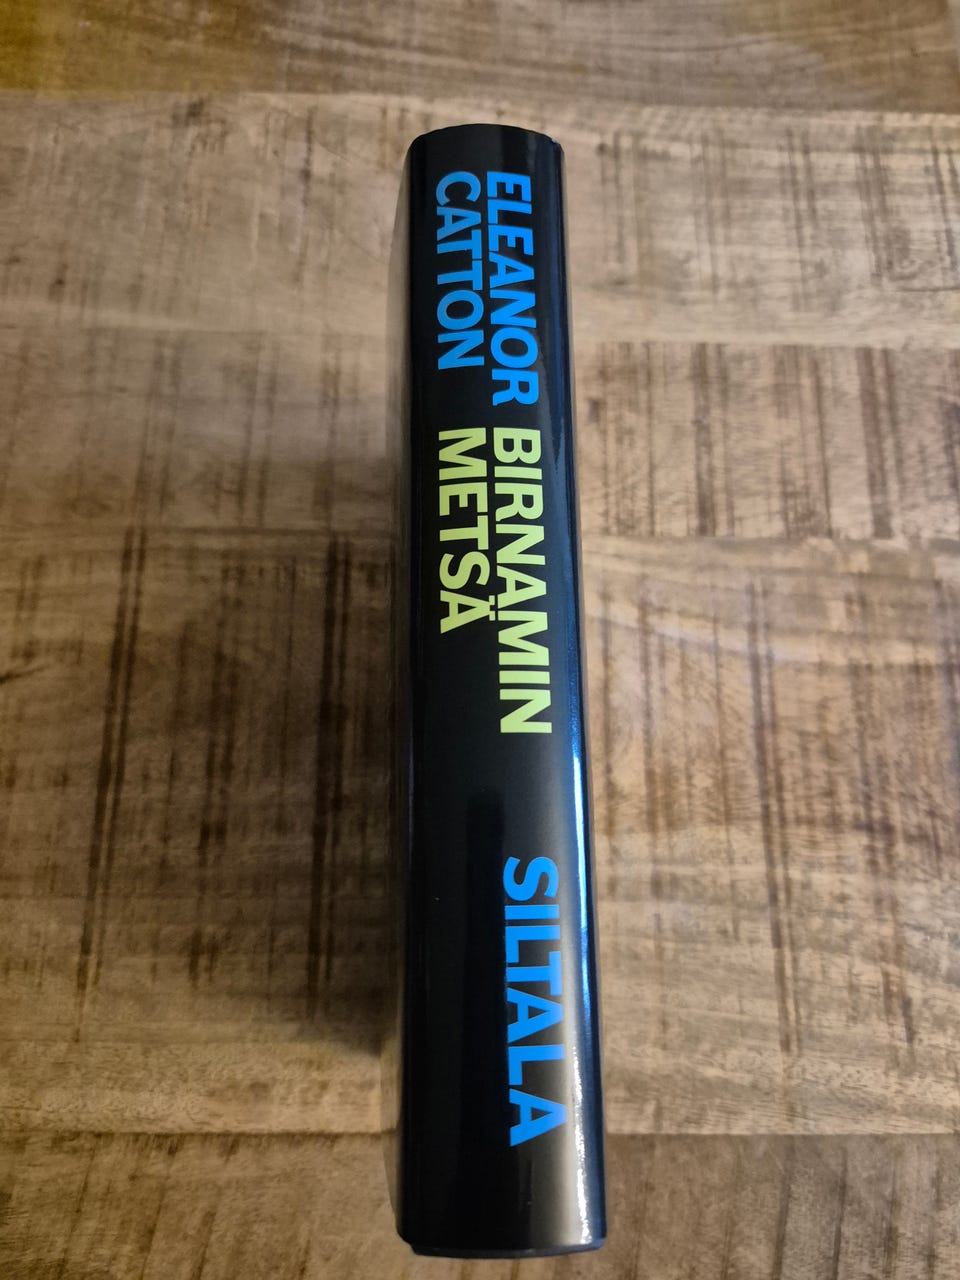 ELEANOR
CATTON
BIRNAMIN
METSÄ
SILTALA